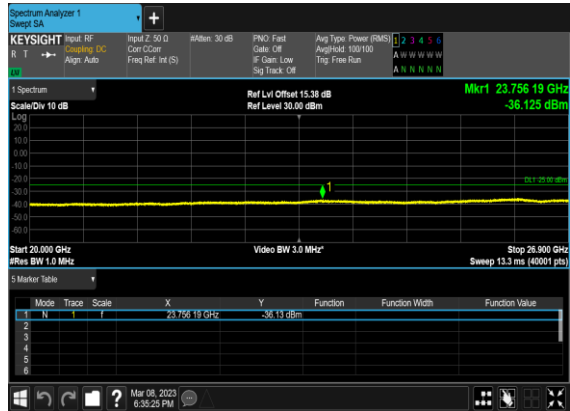 Spectrum Analyzer 1
Swept SA
+
KEYSIGHT Input: RF Input Z: 50 Ω #Atten: 30 dB PNO: Fast Avg Type: Power (RMS) 1 2 3 4 5 6
R T Coupling: DC Corr CCorr Gate: Off Avg|Hold: 100/100 A W W W W W
Align: Auto Freq Ref: Int (S) IF Gain: Low Trig: Free Run
Sig Track: Off A N N N N N
1 Spectrum
Scale/Div 10 dB Ref Lvl Offset 15.38 dB Mkr1 23.756 19 GHz
Ref Level 30.00 dBm -36.125 dBm
Log
20.0
10.0
0.00
-10.0
-20.0
DL1 -25.00 dBm
1
-30.0
-40.0
-50.0
-60.0
Start 20.000 GHz Video BW 3.0 MHz* Stop 26.900 GHz
#Res BW 1.0 MHz Sweep 13.3 ms (40001 pts)
5 Marker Table
Mode Trace Scale X Y Function Function Width Function Value
1 N 1 f 23.756 19 GHz -36.13 dBm
2
3
4
5
6
? Mar 08, 2023
6:35:25 PM